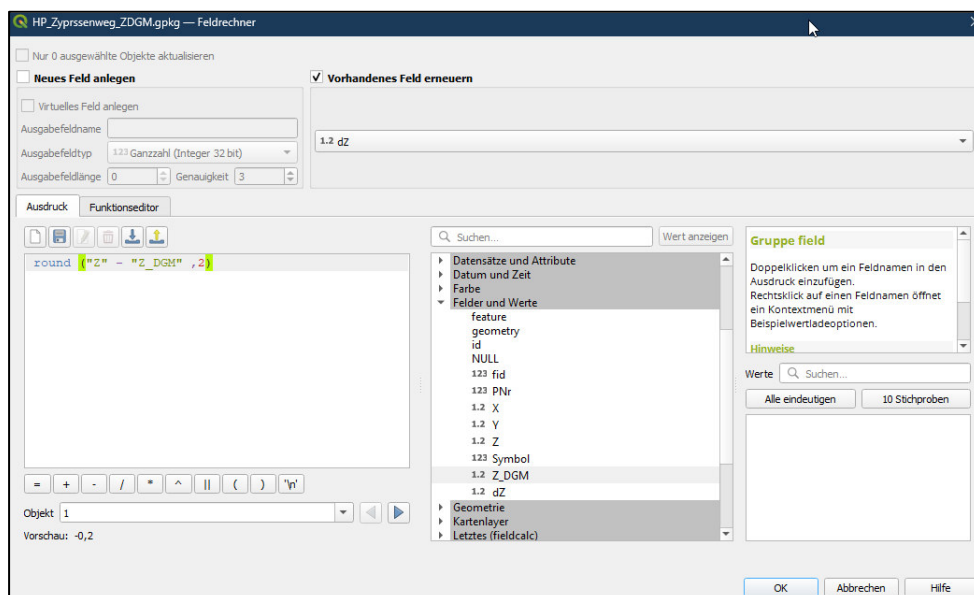 HP_Zyprssenweg_ZDGM.gpkg — Feldrechner
Nur 0 ausgewählte Objekte aktualisieren
Neues Feld anlegen
Vorhandenes Feld erneuern
Virtuelles Feld anlegen
Ausgabefeldname
Ausgabefeldtyp 123 Ganzzahl (Integer 32 bit)
Ausgabefeldlänge 0 Genauigkeit 3
1.2 dZ
Ausdruck Funktionseditor
round ("Z" - "Z_DGM" ,2)
= + - / * ^ || ( ) '\n'
Objekt 1
Vorschau: -0,2
Suchen... Wert anzeigen
Datensätze und Attribute
Datum und Zeit
Farbe
Felder und Werte
feature
geometry
id
NULL
123 fid
123 PNr
1.2 X
1.2 Y
1.2 Z
123 Symbol
1.2 Z_DGM
1.2 dZ
Geometrie
Kartenlayer
Letztes (fieldcalc)
Gruppe field
Doppelklicken um ein Feldnamen in den
Ausdruck einzufügen.
Rechtsklick auf einen Feldnamen öffnet
ein Kontextmenü mit
Beispielwertladeoptionen.
Hinweise
Werte Suchen...
Alle eindeutigen 10 Stichproben
OK Abbrechen Hilfe